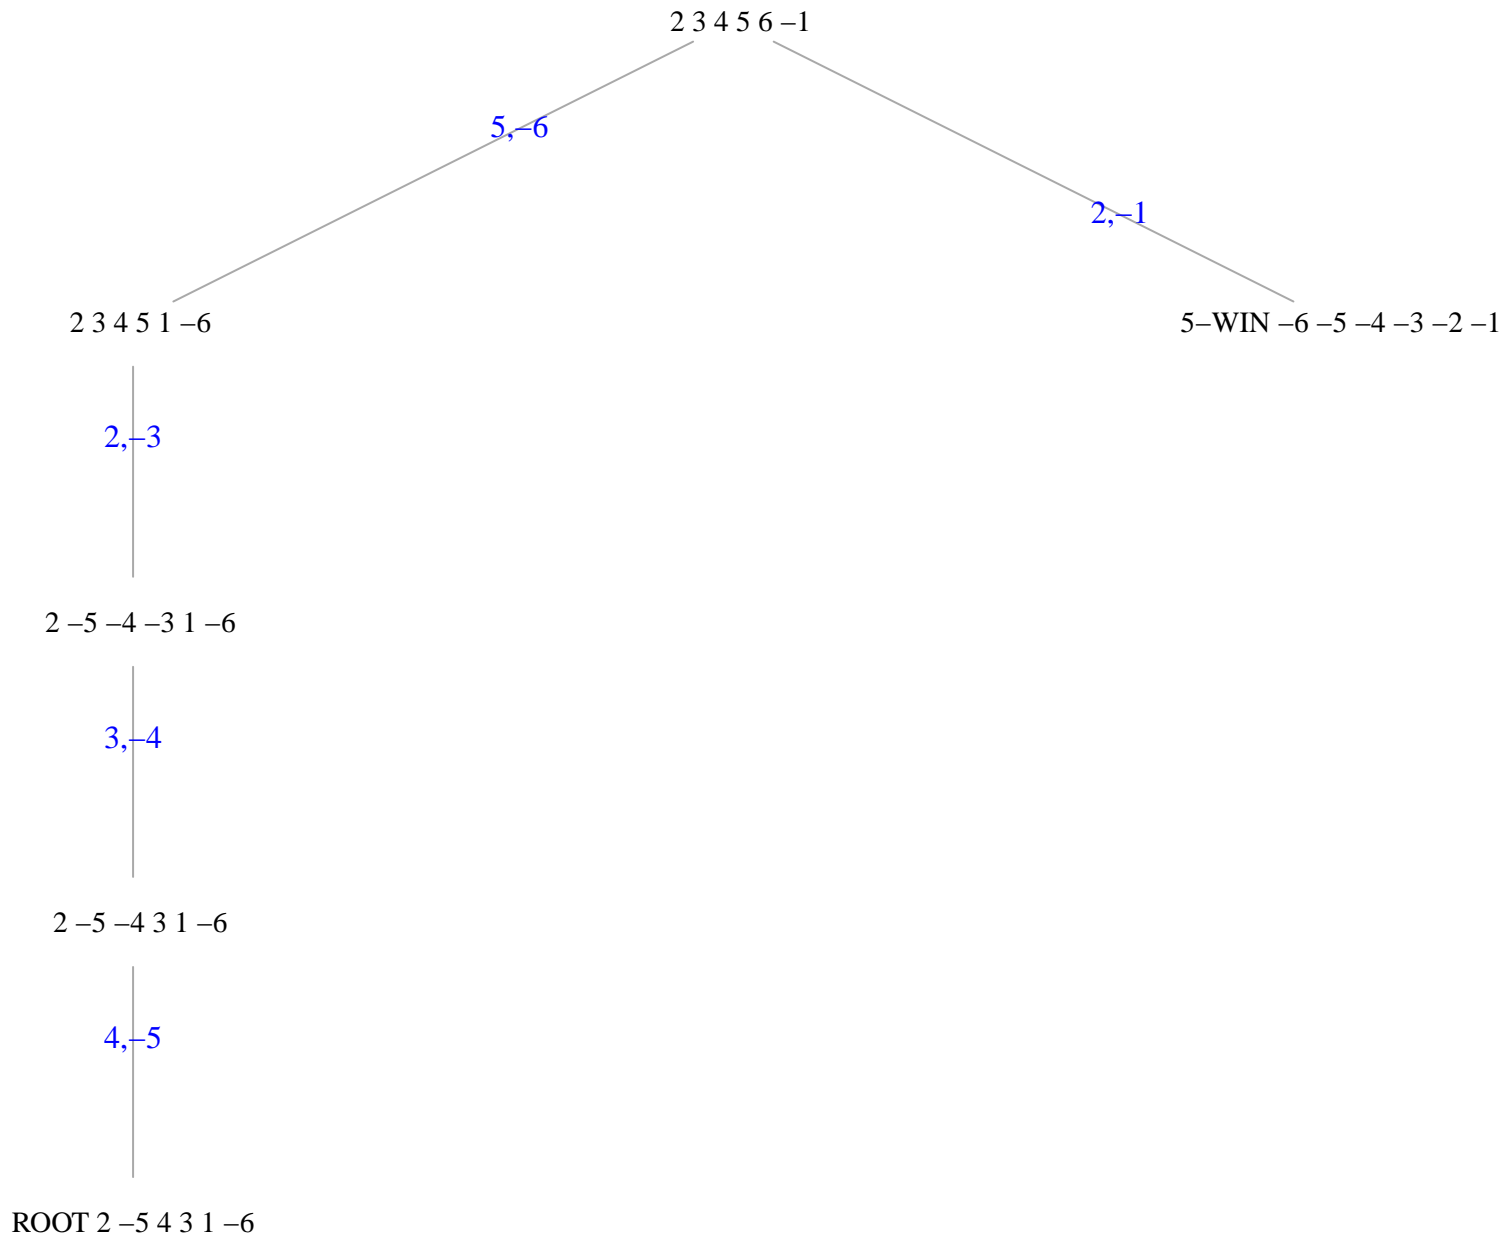 2 3 4 5 6 –1
5,–6
2,–1
2 3 4 5 1 –6
5–WIN –6 –5 –4 –3 –2 –1
2,–3
2 –5 –4 –3 1 –6
3,–4
2 –5 –4 3 1 –6
4,–5
ROOT 2 –5 4 3 1 –6